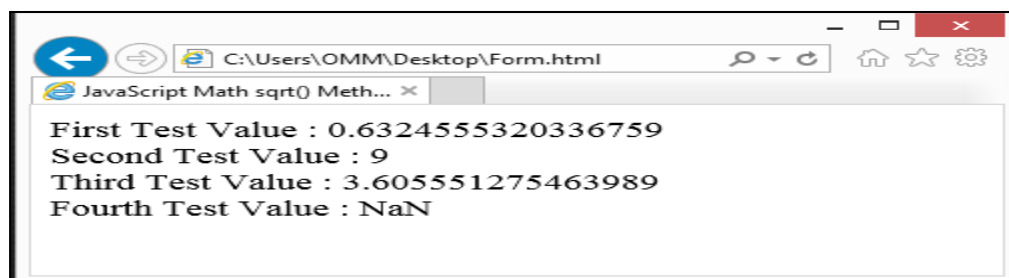 C:\Users\OMM\Desktop\Form.html
JavaScript Math sqrt() Meth...
First Test Value : 0.6324555320336759
Second Test Value : 9
Third Test Value : 3.605551275463989
Fourth Test Value : NaN